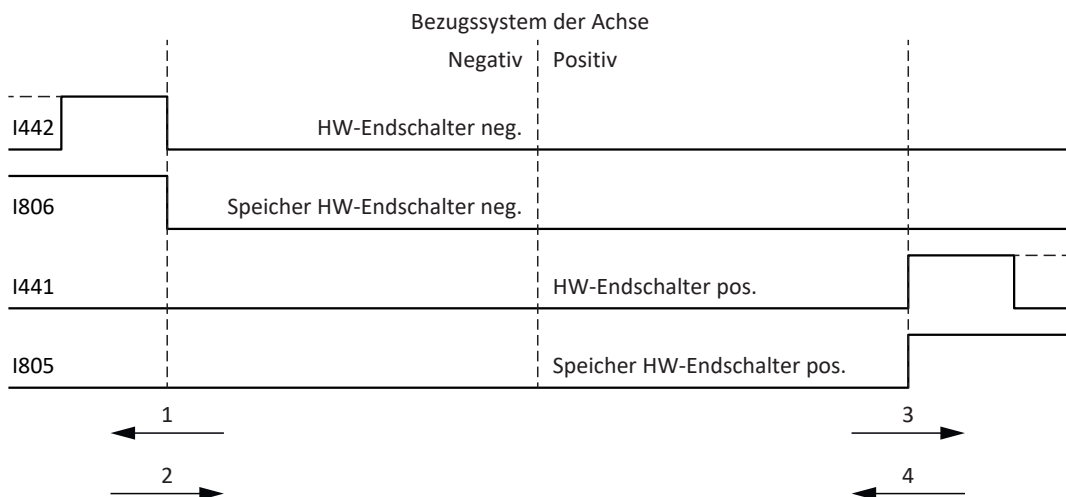 Bezugssystem der Achse
Negativ Positiv
I442 HW-Endschalter neg.
I806 Speicher HW-Endschalter neg.
I441 HW-Endschalter pos.
I805 Speicher HW-Endschalter pos.
1 3
2 4